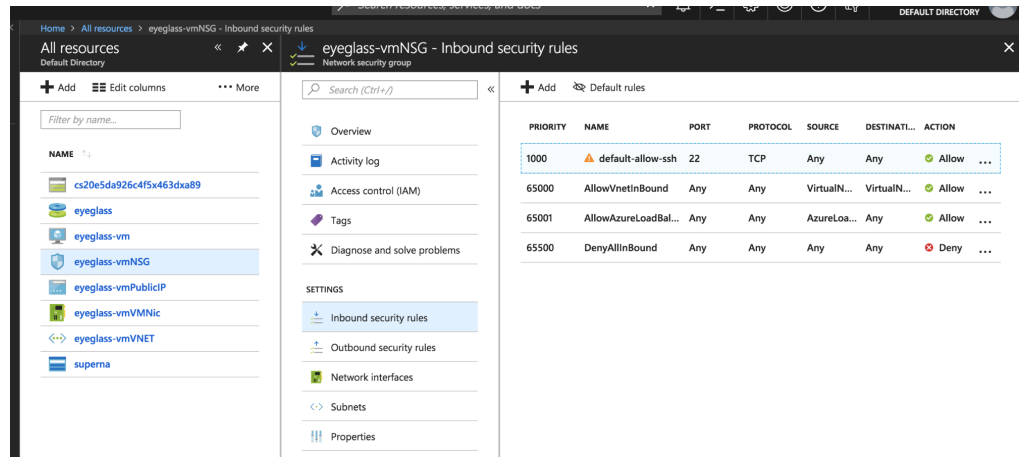 Search resources, services, and docs
DEFAULT DIRECTORY
Home > All resources > eyeglass-vmNSG - Inbound security rules
All resources
Default Directory
Add
Edit columns
More
Filter by name...
NAME
cs20e5da926c4f5x463dxa89
eyeglass
eyeglass-vm
eyeglass-vmNSG
eyeglass-vmPublicIP
eyeglass-vmVMNic
eyeglass-vmVNET
superna
eyeglass-vmNSG - Inbound security rules
Network security group
Search (Ctrl+/)
Overview
Activity log
Access control (IAM)
Tags
Diagnose and solve problems
SETTINGS
Inbound security rules
Outbound security rules
Network interfaces
Subnets
Properties
Add Default rules
PRIORITY NAME PORT PROTOCOL SOURCE DESTINATI... ACTION
1000 default-allow-ssh 22 TCP Any Any Allow ...
65000 AllowVnetInBound Any Any VirtualN... VirtualN... Allow ...
65001 AllowAzureLoadBal... Any Any AzureLoa... Any Allow ...
65500 DenyAllInBound Any Any Any Any Deny ...